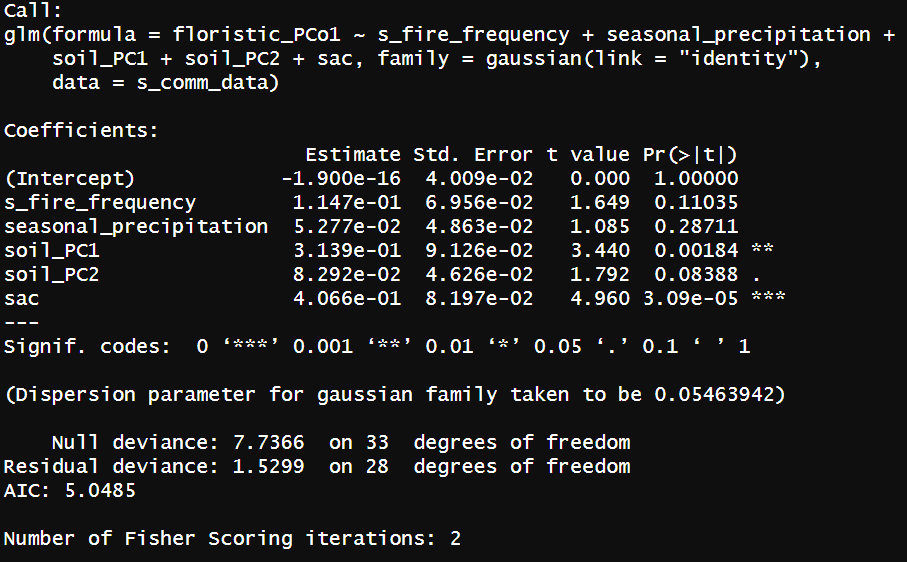 Call:
glm(formula = floristic_PCo1 ~ s_fire_frequency + seasonal_precipitation +
    soil_PC1 + soil_PC2 + sac, family = gaussian(link = "identity"),
    data = s_comm_data)

Coefficients:
                         Estimate Std. Error t value Pr(>|t|)
(Intercept)            -1.900e-16  4.009e-02   0.000  1.00000
s_fire_frequency        1.147e-01  6.956e-02   1.649  0.11035
seasonal_precipitation  5.277e-02  4.863e-02   1.085  0.28711
soil_PC1                3.139e-01  9.126e-02   3.440  0.00184 **
soil_PC2                8.292e-02  4.626e-02   1.792  0.08388 .
sac                     4.066e-01  8.197e-02   4.960 3.09e-05 ***
---
Signif. codes:  0 ‘***’ 0.001 ‘**’ 0.01 ‘*’ 0.05 ‘.’ 0.1 ‘ ’ 1

(Dispersion parameter for gaussian family taken to be 0.05463942)

    Null deviance: 7.7366  on 33  degrees of freedom
Residual deviance: 1.5299  on 28  degrees of freedom
AIC: 5.0485

Number of Fisher Scoring iterations: 2